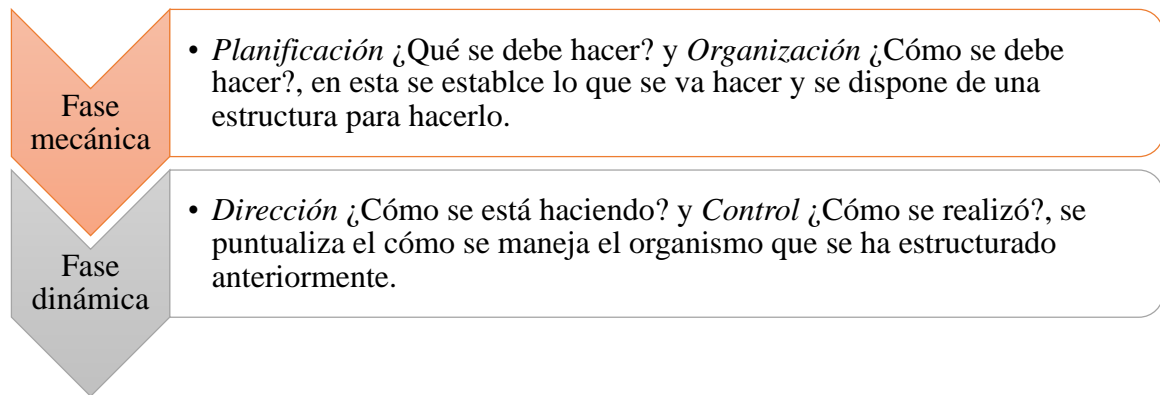 Fase
mecánica
• Planificación ¿Qué se debe hacer? y Organización ¿Cómo se debe
hacer?, en esta se establce lo que se va hacer y se dispone de una
estructura para hacerlo.
Fase
dinámica
• Dirección ¿Cómo se está haciendo? y Control ¿Cómo se realizó?, se
puntualiza el cómo se maneja el organismo que se ha estructurado
anteriormente.